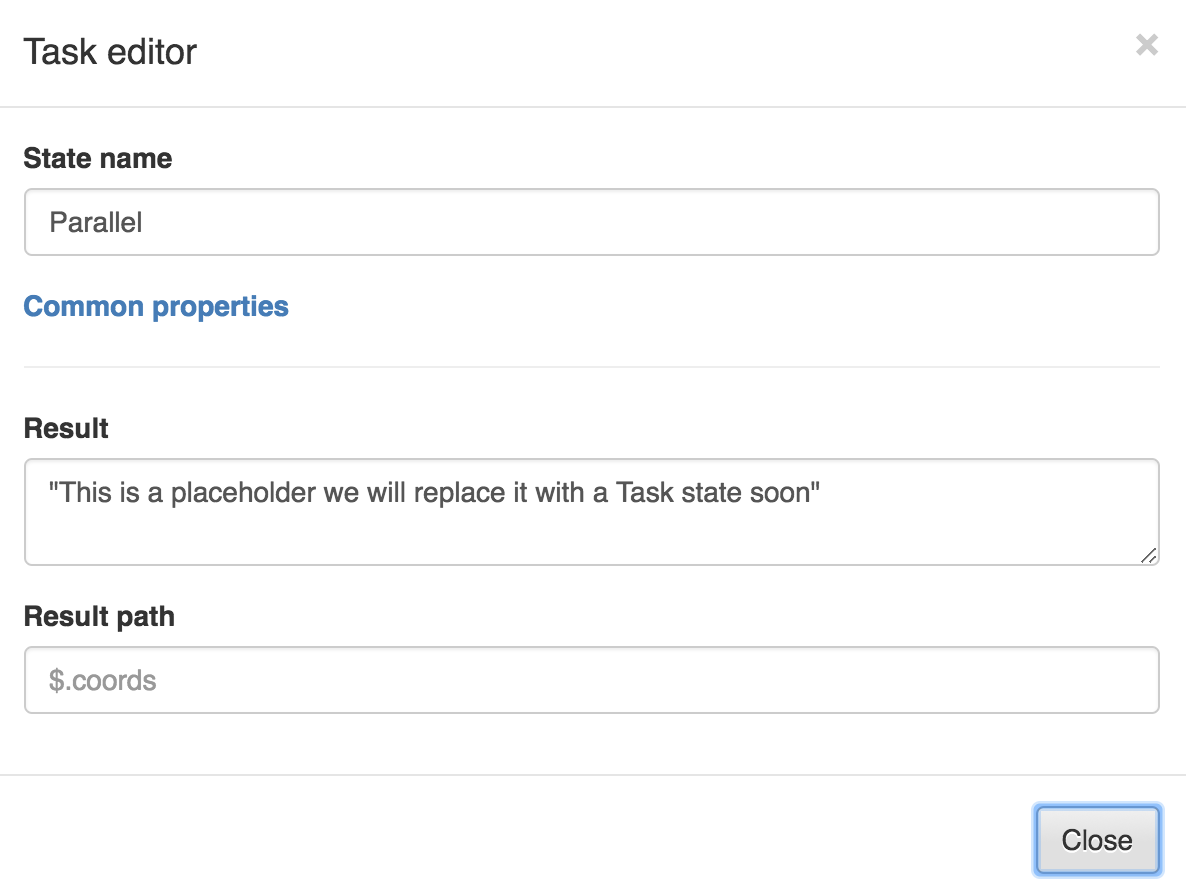 Task editor
×
State name
Parallel
Common properties
Result
"This is a placeholder we will replace it with a Task state soon"
Result path
$.coords
Close